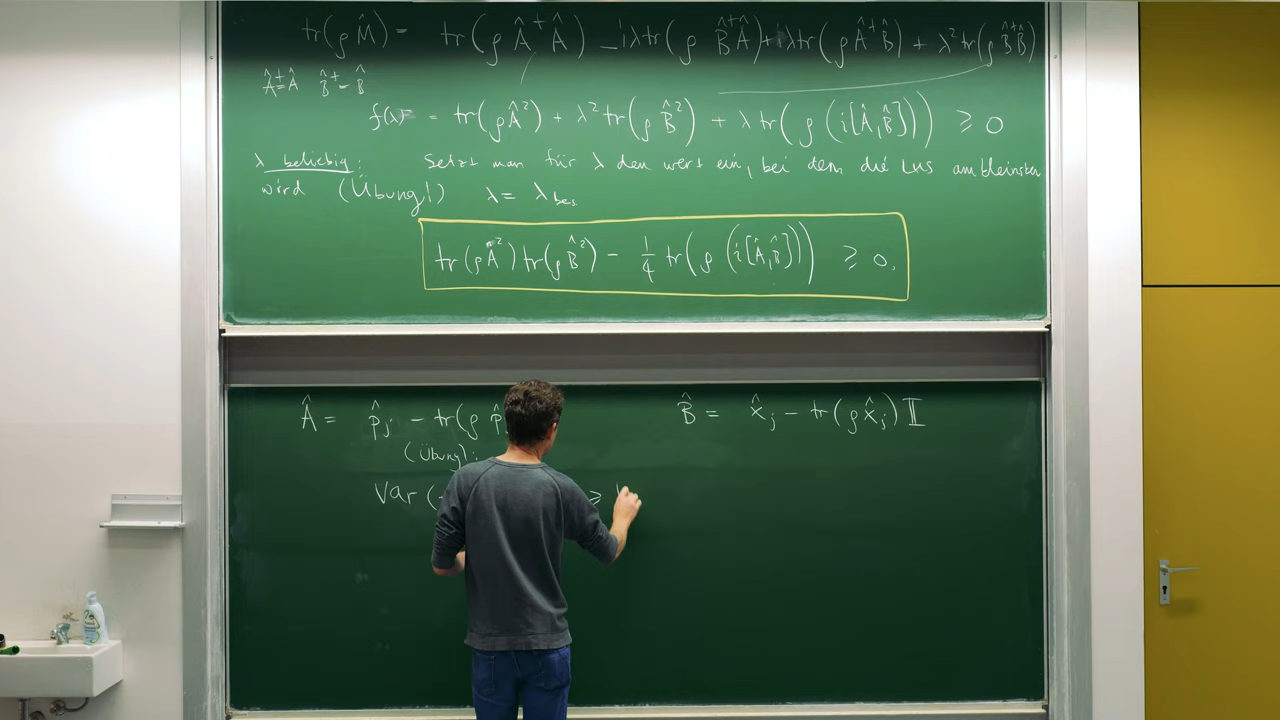 tr(ρM̂) = tr(ρÂ⁺Â) − iλtr(ρB̂⁺Â) + iλtr(ρÂ⁺B̂) + λ²tr(ρB̂⁺B̂)
Â⁺=Â B̂⁺=B̂
f(λ) = tr(ρÂ²) + λ²tr(ρB̂²) + λtr(ρ(i[Â,B̂])) ≥ 0
λ beliebig: Setzt man für λ den wert ein, bei dem die LHS am kleinsten
wird (Übung!) λ = λ bes.
tr(ρÂ²)tr(ρB̂²) − 1/4 tr(ρ(i[Â,B̂])) ≥ 0.
Â = p̂ⱼ − tr(ρp̂ B̂ = x̂ⱼ − tr(ρx̂ⱼ)𝕀
(Übung):
Var( ≥